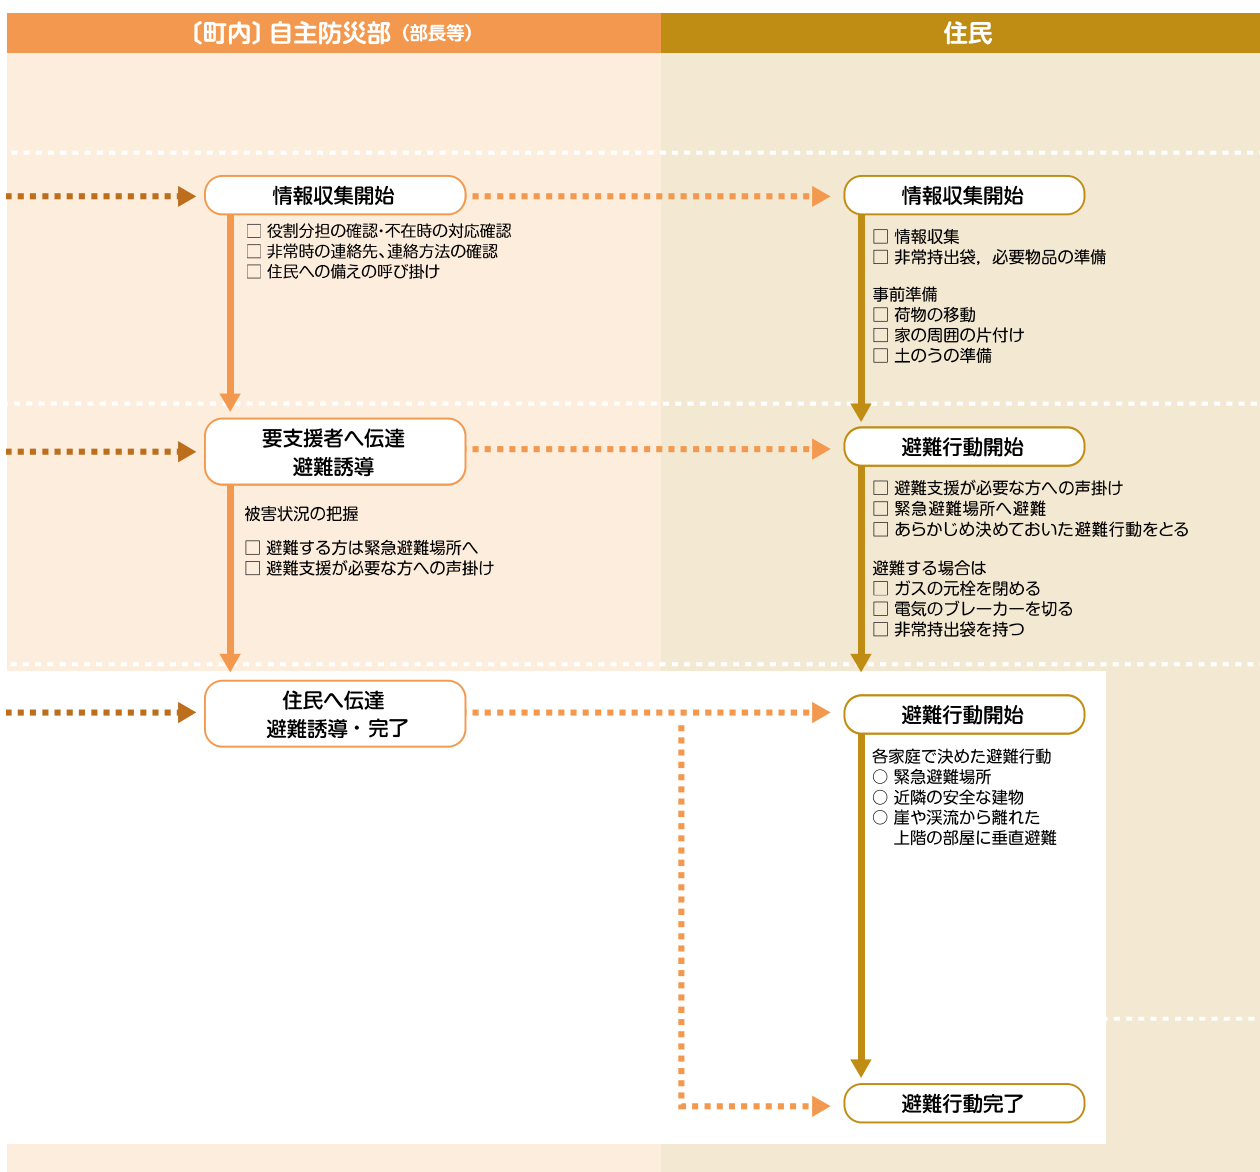 〔町内〕自主防災部（部長等）
住民
情報収集開始
□ 役割分担の確認・不在時の対応確認
□ 非常時の連絡先、連絡方法の確認
□ 住民への備えの呼び掛け
情報収集開始
□ 情報収集
□ 非常持出袋，必要物品の準備
事前準備
□ 荷物の移動
□ 家の周囲の片付け
□ 土のうの準備
要支援者へ伝達
避難誘導
被害状況の把握
□ 避難する方は緊急避難場所へ
□ 避難支援が必要な方への声掛け
避難行動開始
□ 避難支援が必要な方への声掛け
□ 緊急避難場所へ避難
□ あらかじめ決めておいた避難行動をとる
避難する場合は
□ ガスの元栓を閉める
□ 電気のブレーカーを切る
□ 非常持出袋を持つ
住民へ伝達
避難誘導・完了
避難行動開始
各家庭で決めた避難行動
○ 緊急避難場所
○ 近隣の安全な建物
○ 崖や渓流から離れた
上階の部屋に垂直避難
避難行動完了